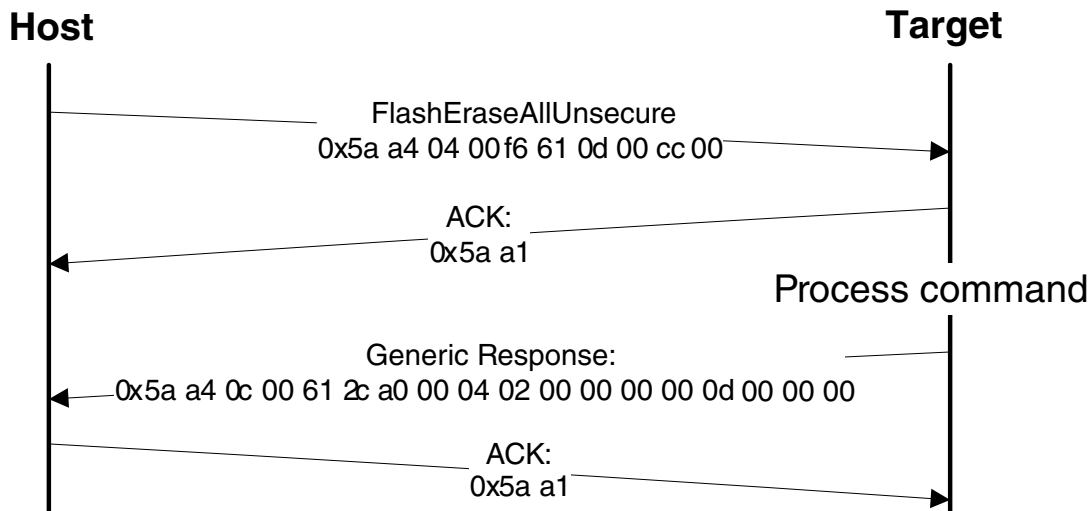 Host
Target
FlashEraseAllUnsecure
0x5a a4 04 00 f6 61 0d 00 cc 00
ACK:
0x5a a1
Process command
Generic Response:
0x5a a4 0c 00 61 2c a0 00 04 02 00 00 00 00 0d 00 00 00
ACK:
0x5a a1